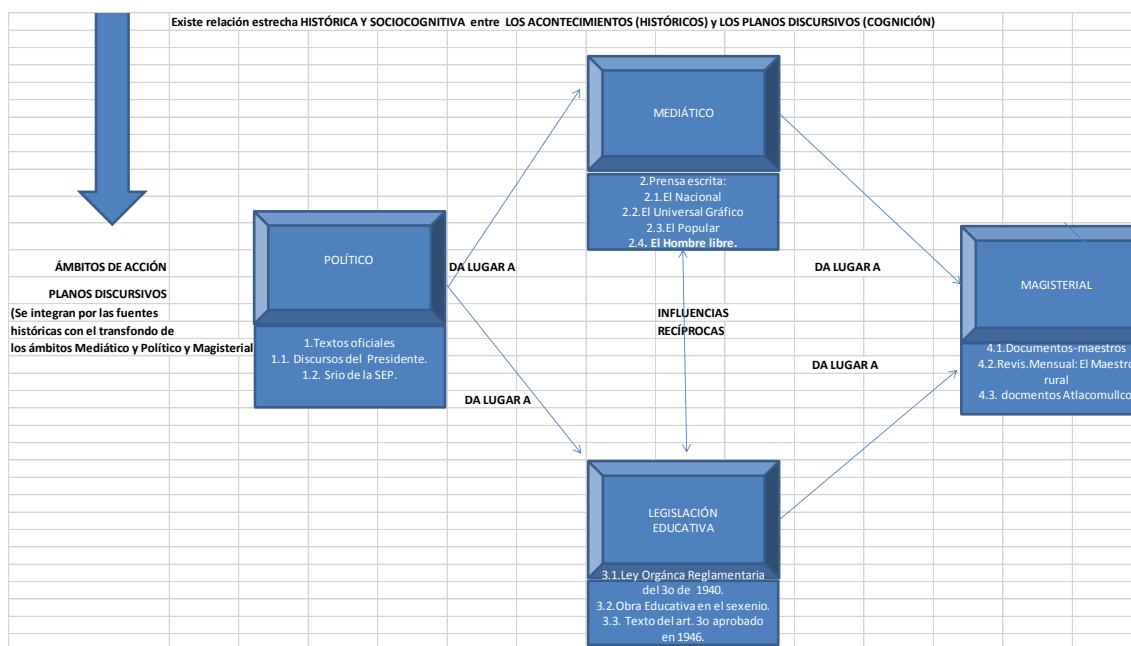 Existe relación estrecha HISTÓRICA Y SOCIOCOGNITIVA entre LOS ACONTECIMIENTOS (HISTÓRICOS) y LOS PLANOS DISCURSIVOS (COGNICIÓN)
MEDIÁTICO
2.Prensa escrita:
2.1.El Nacional
2.2.El Universal Gráfico
2.3.El Popular
2.4. El Hombre libre.
POLÍTICO
1.Textos oficiales
1.1. Discursos del Presidente.
1.2. Srio de la SEP.
ÁMBITOS DE ACCIÓN
PLANOS DISCURSIVOS
(Se integran por las fuentes
históricas con el transfondo de
los ámbitos Mediático y Político y Magisterial
DA LUGAR A
DA LUGAR A
INFLUENCIAS
RECÍPROCAS
DA LUGAR A
DA LUGAR A
MAGISTERIAL
4.1.Documentos-maestros
4.2.Revis.Mensual: El Maestro
rural
4.3. docmentos Atlacomullco
LEGISLACIÓN
EDUCATIVA
3.1.Ley Orgánca Reglamentaria
del 3o de 1940.
3.2.Obra Educativa en el sexenio.
3.3. Texto del art. 3o aprobado
en 1946.